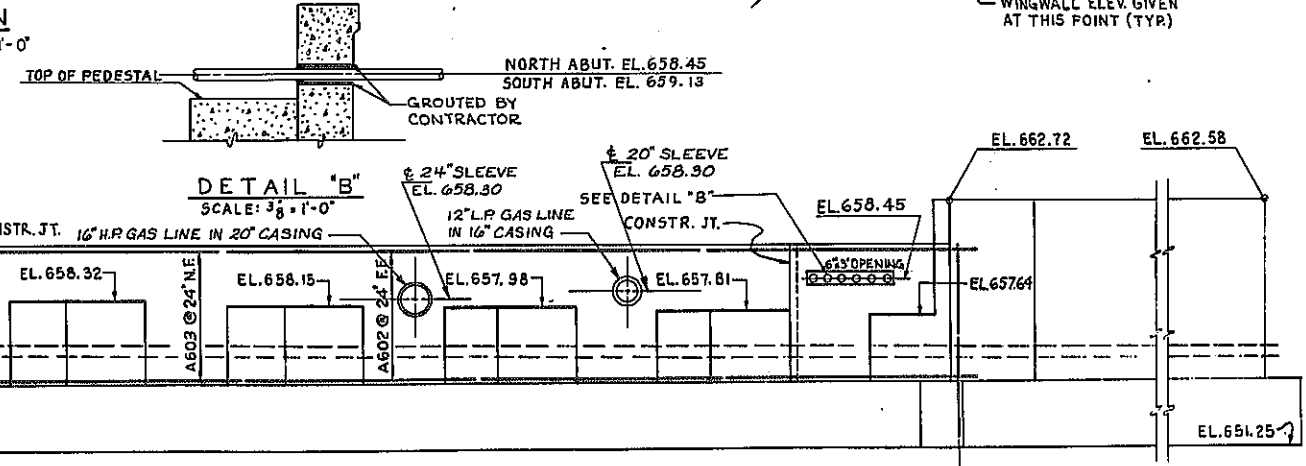 WINGWALL ELEV. GIVEN
AT THIS POINT (TYP.)
1'-0"
TOP OF PEDESTAL
NORTH ABUT. EL. 658.45
SOUTH ABUT. EL. 659.13
GROUTED BY
CONTRACTOR
DETAIL "B"
SCALE: 3/8" = 1'-0"
℄ 24" SLEEVE
EL. 658.30
℄ 20" SLEEVE
EL. 658.30
EL. 662.72
EL. 662.58
SEE DETAIL "B"
12" L.P. GAS LINE
IN 16" CASING
CONSTR. JT.
EL. 658.45
16" H.P. GAS LINE IN 20" CASING
6"x3' OPENING
EL. 658.32
EL. 658.15
EL. 657.98
EL. 657.81
EL. 657.64
A603 @ 24" N.F.
A602 @ 24" F.F.
EL. 651.25